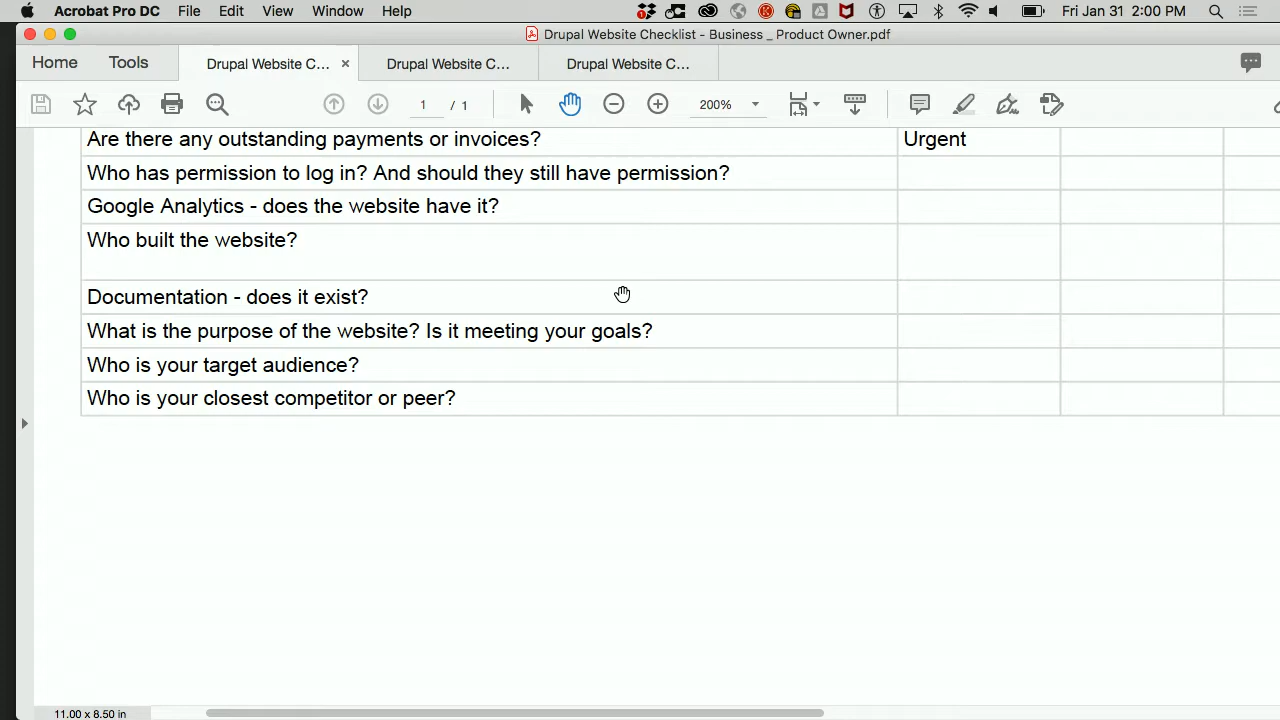 Acrobat Pro DC File Edit View Window Help Fri Jan 31 2:00 PM
Drupal Website Checklist - Business _ Product Owner.pdf
Home Tools Drupal Website C... × Drupal Website C... Drupal Website C...
1 / 1 200%
Are there any outstanding payments or invoices? Urgent
Who has permission to log in? And should they still have permission?
Google Analytics - does the website have it?
Who built the website?
Documentation - does it exist?
What is the purpose of the website? Is it meeting your goals?
Who is your target audience?
Who is your closest competitor or peer?
11.00 x 8.50 in